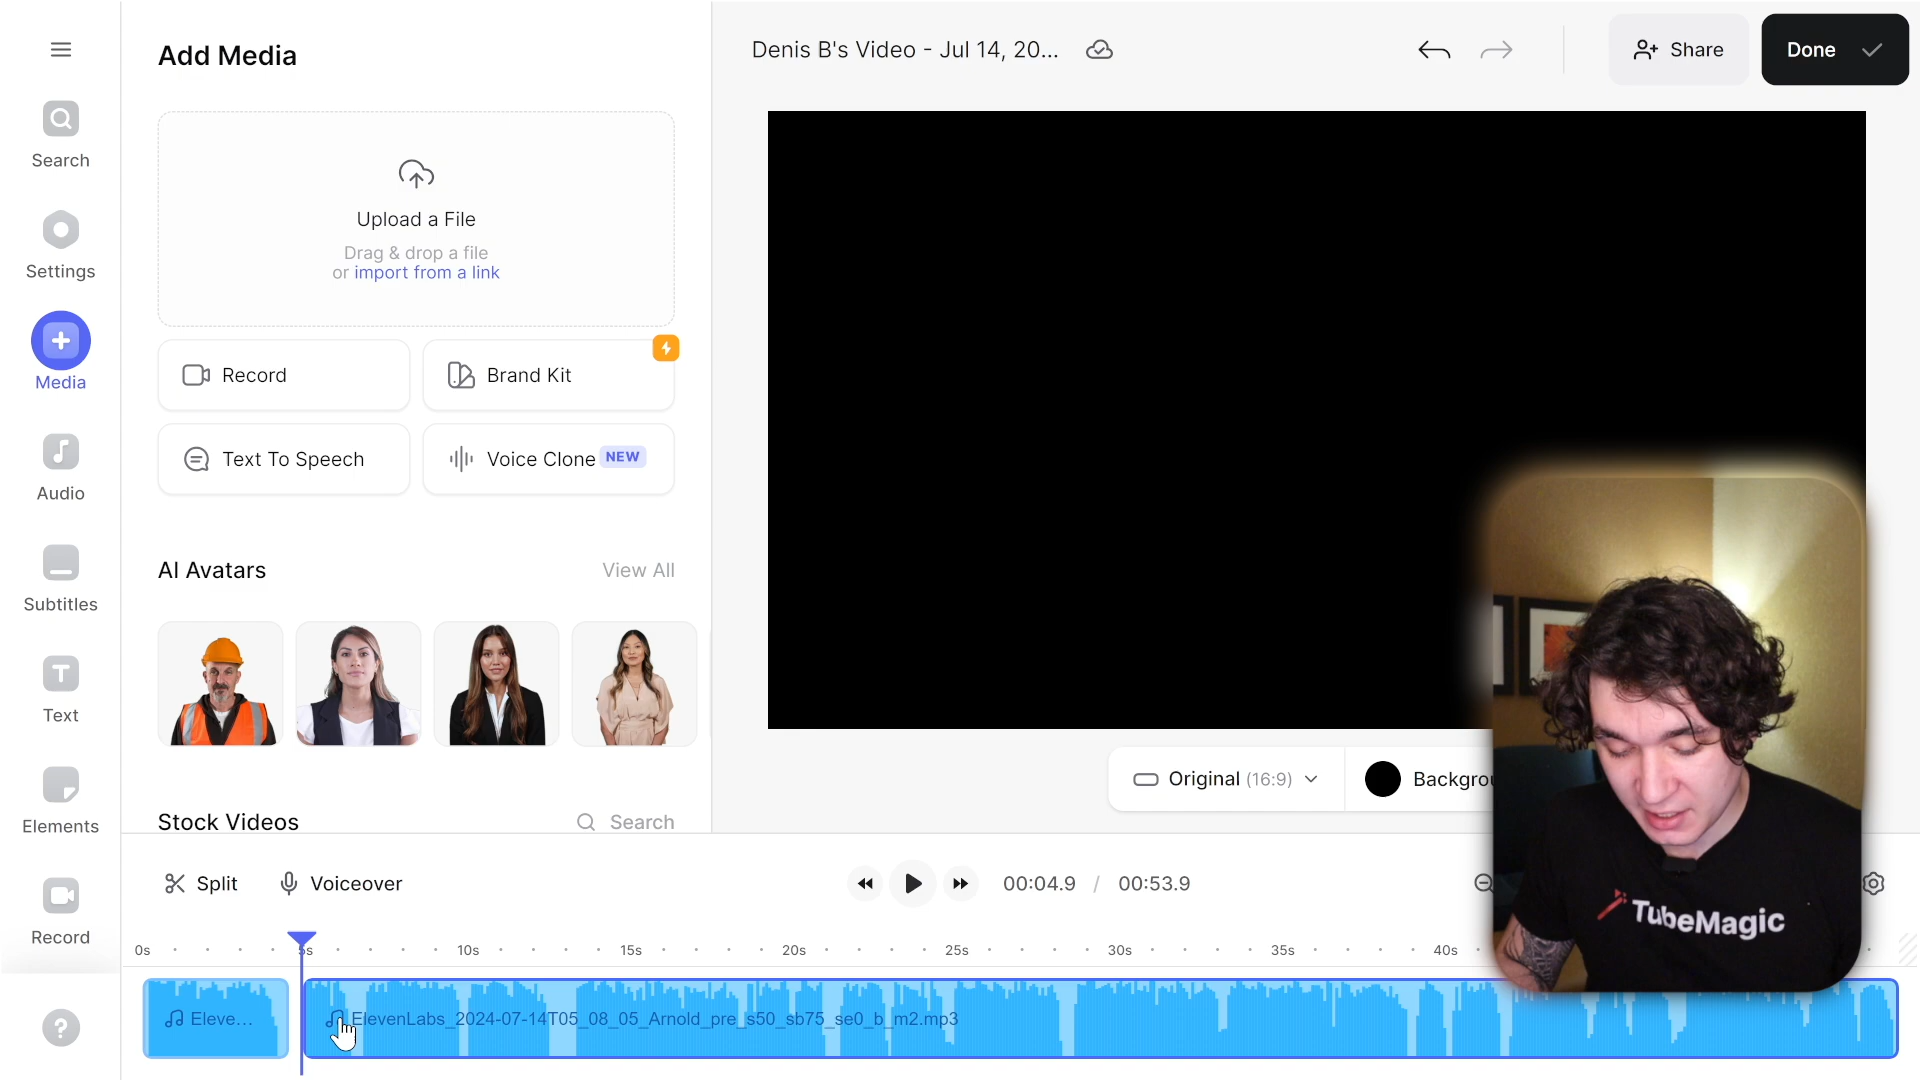 Add Media
Denis B's Video - Jul 14, 20...
Share
Done
Search
Settings
Media
Audio
Subtitles
Text
Elements
Record
Upload a File
Drag & drop a file
or import from a link
Record
Brand Kit
Text To Speech
Voice Clone NEW
AI Avatars
View All
Stock Videos
Search
Original (16:9)
Backgrou
TubeMagic
Split
Voiceover
00:04.9 / 00:53.9
0s 5s 10s 15s 20s 25s 30s 35s 40s
Eleve...
ElevenLabs_2024-07-14T05_08_05_Arnold_pre_s50_sb75_se0_b_m2.mp3